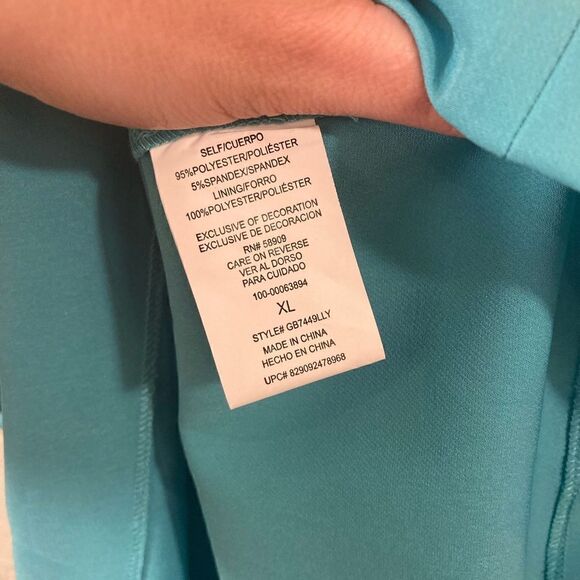 SELF/CUERPO
95%POLYESTER/POLIÉSTER
5%SPANDEX/SPANDEX
LINING/FORRO
100%POLYESTER/POLIÉSTER
EXCLUSIVE OF DECORATION
EXCLUSIVE DE DECORACION
RN# 58909
CARE ON REVERSE
VER AL DORSO
PARA CUIDADO
100-00063894
XL
STYLE# GB7449LLY
MADE IN CHINA
HECHO EN CHINA
UPC# 829092478968